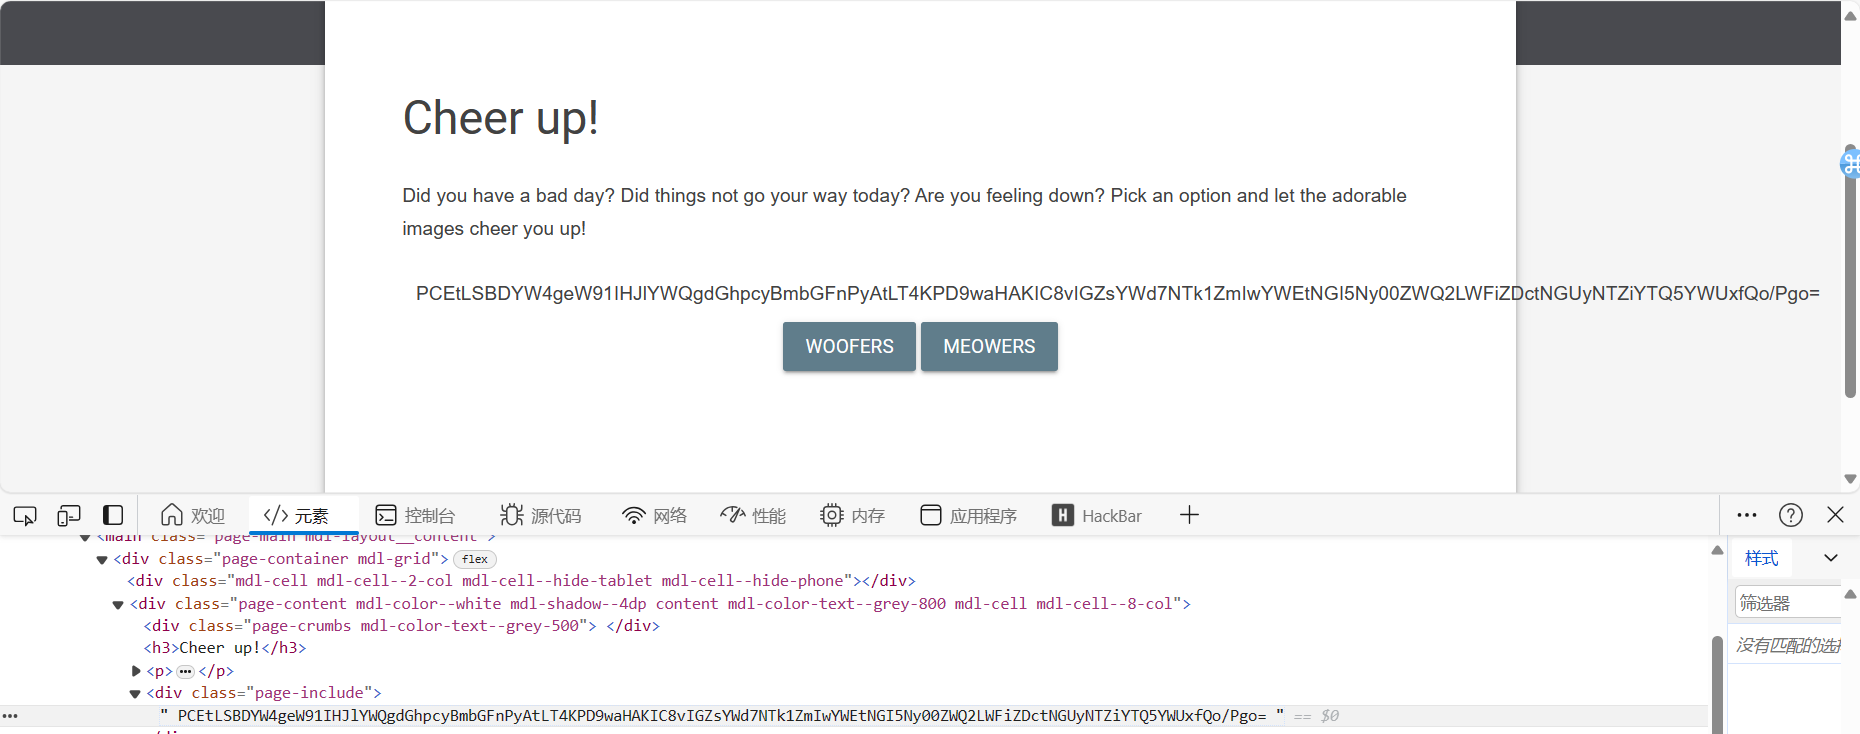 Cheer up!
Did you have a bad day? Did things not go your way today? Are you feeling down? Pick an option and let the adorable
images cheer you up!
PCEtLSBDYW4geW91IHJlYWQgdGhpcyBmbGFnPyAtLT4KPD9waHAKIC8vIGZsYWd7NTk1ZmIwYWEtNGI5Ny00ZWQ2LWFiZDctNGUyNTZiYTQ5YWUxfQo/Pgo=
WOOFERS MEOWERS
欢迎 元素 控制台 源代码 网络 性能 内存 应用程序 H HackBar
<main class="page-main mdl-layout__content">
<div class="page-container mdl-grid"> flex
<div class="mdl-cell mdl-cell--2-col mdl-cell--hide-tablet mdl-cell--hide-phone"></div>
<div class="page-content mdl-color--white mdl-shadow--4dp content mdl-color-text--grey-800 mdl-cell mdl-cell--8-col">
<div class="page-crumbs mdl-color-text--grey-500"> </div>
<h3>Cheer up!</h3>
<p>…</p>
<div class="page-include">
" PCEtLSBDYW4geW91IHJlYWQgdGhpcyBmbGFnPyAtLT4KPD9waHAKIC8vIGZsYWd7NTk1ZmIwYWEtNGI5Ny00ZWQ2LWFiZDctNGUyNTZiYTQ5YWUxfQo/Pgo= " == $0
样式
筛选器
没有匹配的选